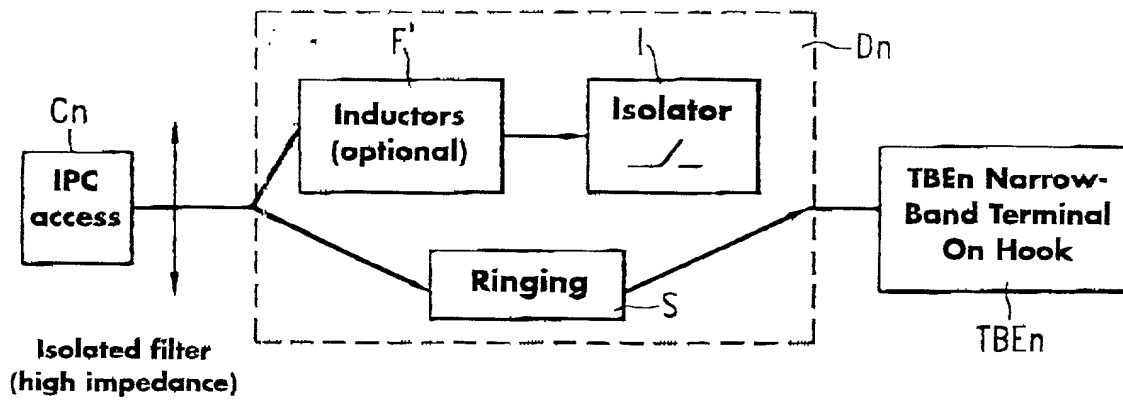 F'
I
Dn
Cn
Inductors
(optional)
Isolator
IPC
access
TBEn Narrow-
Band Terminal
On Hook
Ringing
S
TBEn
Isolated filter
(high impedance)